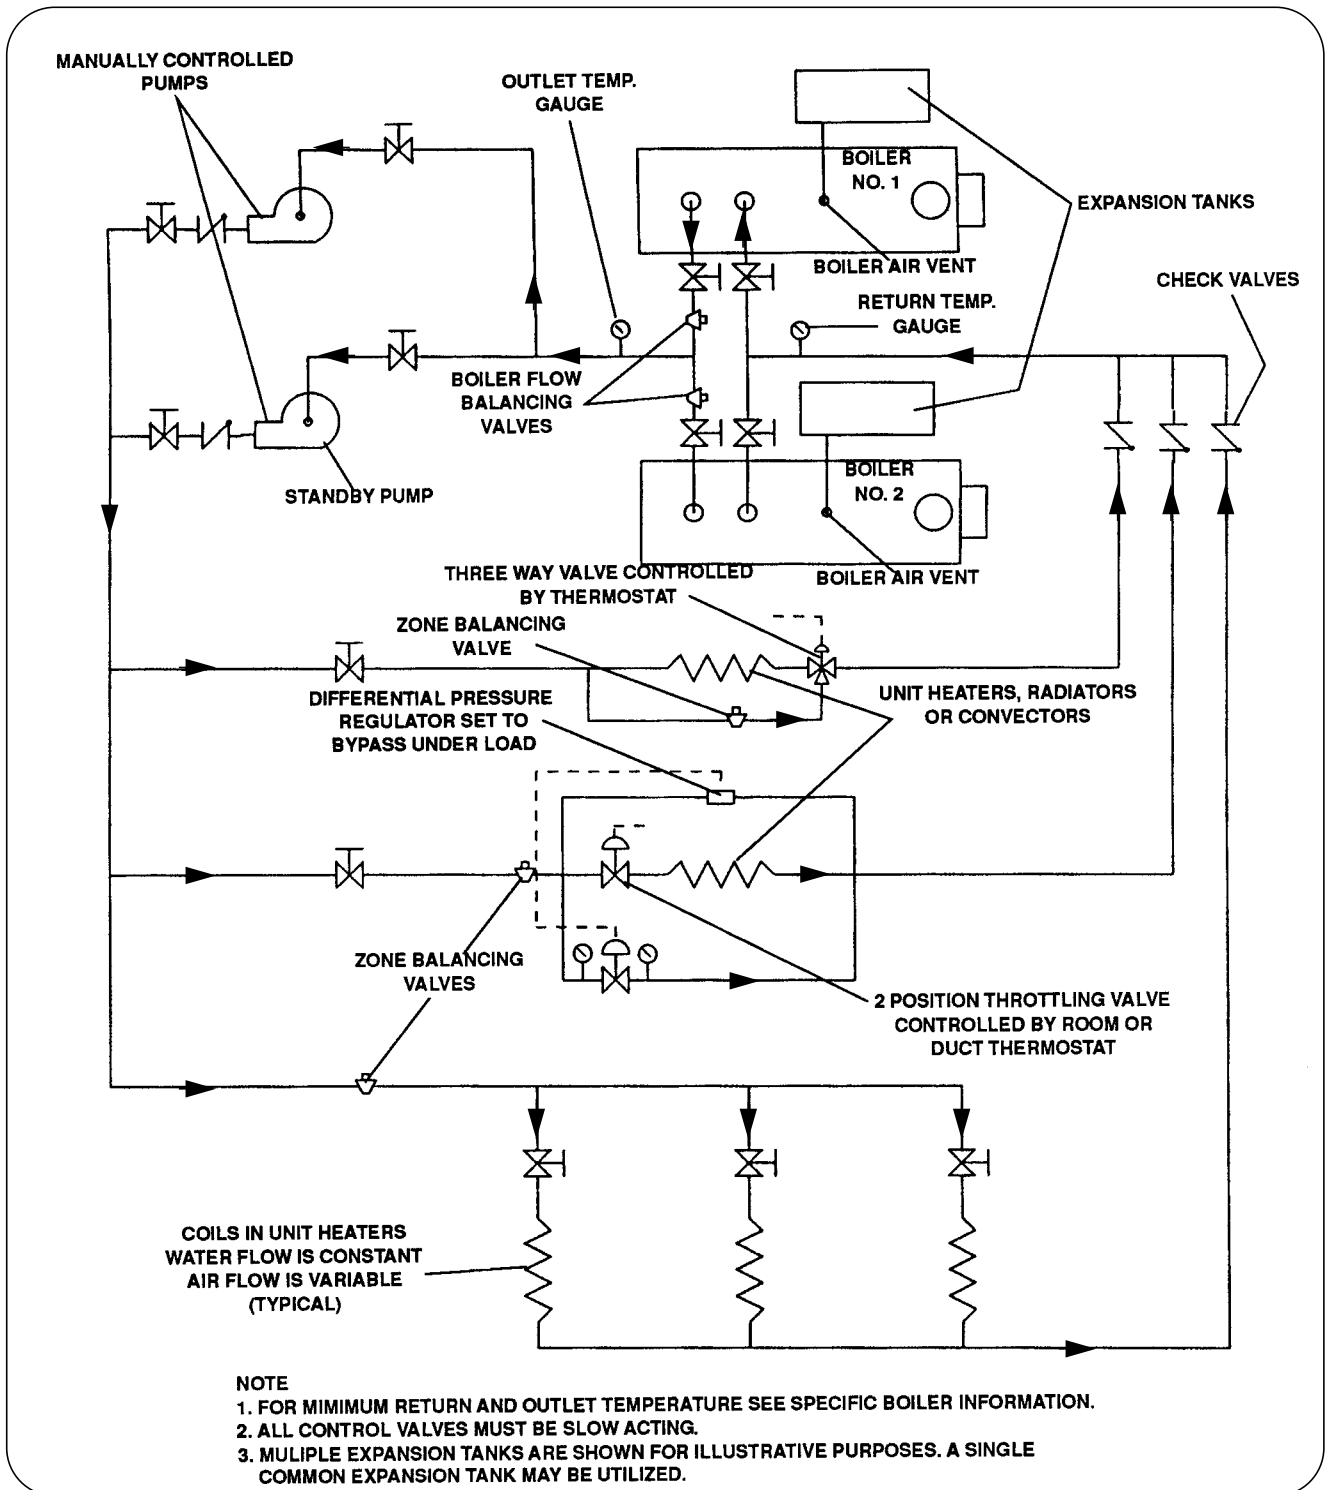 MANUALLY CONTROLLED
PUMPS
OUTLET TEMP.
GAUGE
BOILER
NO. 1
EXPANSION TANKS
BOILER AIR VENT
CHECK VALVES
RETURN TEMP.
GAUGE
BOILER FLOW
BALANCING
VALVES
BOILER
NO. 2
STANDBY PUMP
BOILER AIR VENT
THREE WAY VALVE CONTROLLED
BY THERMOSTAT
ZONE BALANCING
VALVE
UNIT HEATERS, RADIATORS
OR CONVECTORS
DIFFERENTIAL PRESSURE
REGULATOR SET TO
BYPASS UNDER LOAD
ZONE BALANCING
VALVES
2 POSITION THROTTLING VALVE
CONTROLLED BY ROOM OR
DUCT THERMOSTAT
COILS IN UNIT HEATERS
WATER FLOW IS CONSTANT
AIR FLOW IS VARIABLE
(TYPICAL)
NOTE
1. FOR MIMIMUM RETURN AND OUTLET TEMPERATURE SEE SPECIFIC BOILER INFORMATION.
2. ALL CONTROL VALVES MUST BE SLOW ACTING.
3. MULIPLE EXPANSION TANKS ARE SHOWN FOR ILLUSTRATIVE PURPOSES. A SINGLE
COMMON EXPANSION TANK MAY BE UTILIZED.